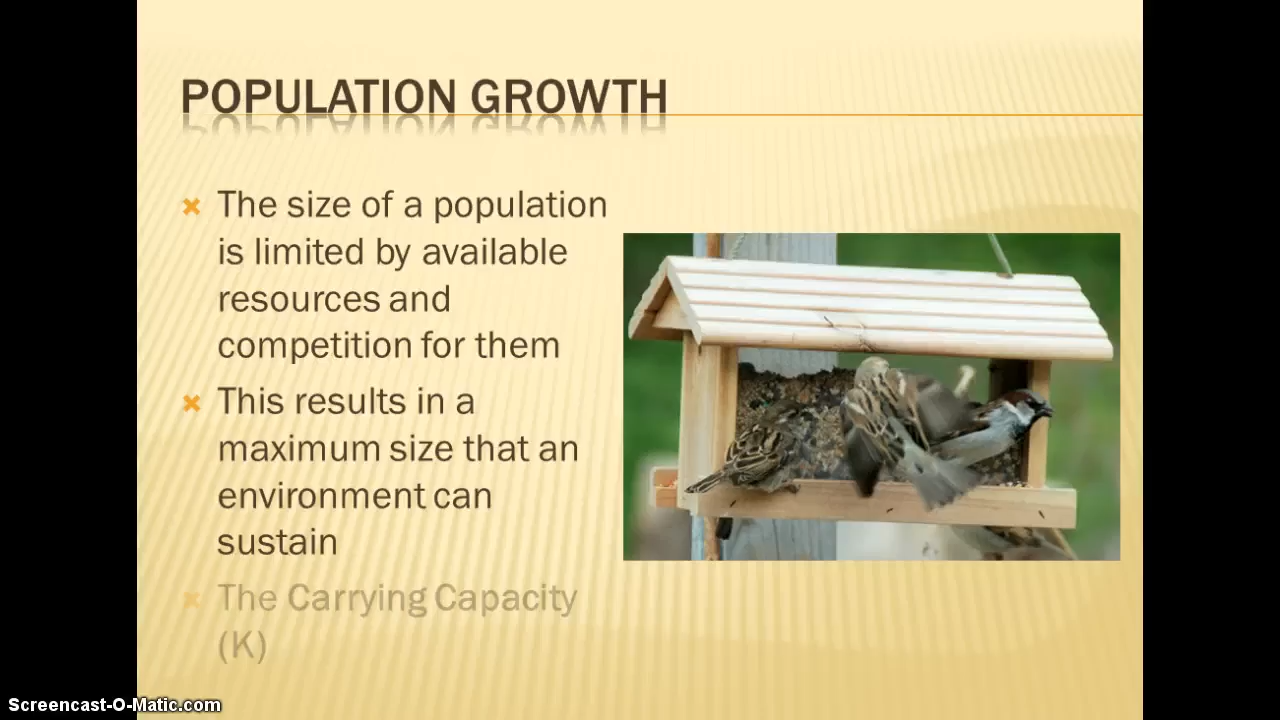 POPULATION GROWTH
The size of a population
is limited by available
resources and
competition for them
This results in a
maximum size that an
environment can
sustain
The Carrying Capacity
(K)
Screencast-O-Matic.com